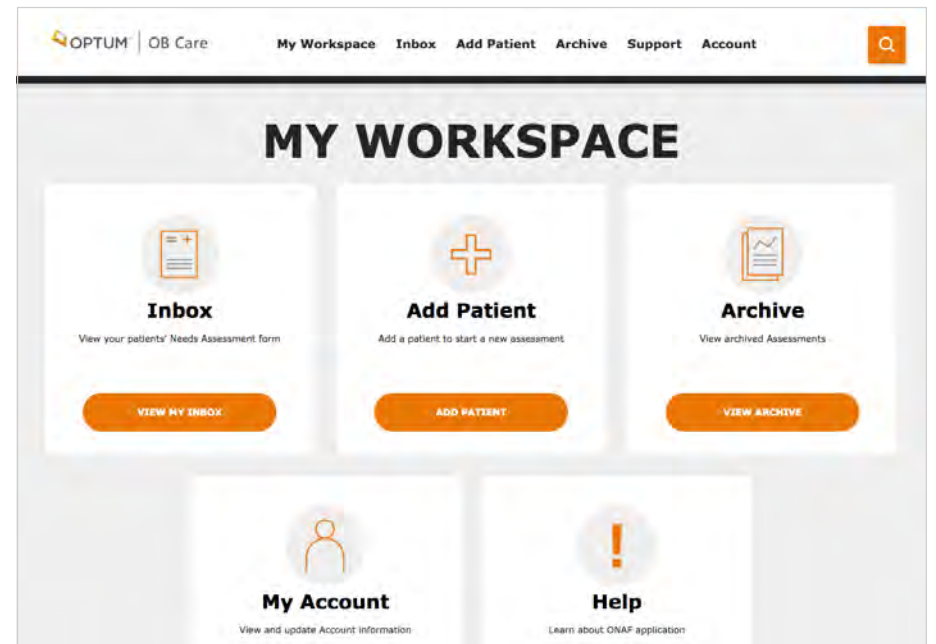 OPTUM OB Care My Workspace Inbox Add Patient Archive Support Account
MY WORKSPACE
Inbox
View your patients' Needs Assessment form
VIEW MY INBOX
Add Patient
Add a patient to start a new assessment
ADD PATIENT
Archive
View archived Assessments
VIEW ARCHIVE
My Account
View and update Account information
Help
Learn about ONAF application